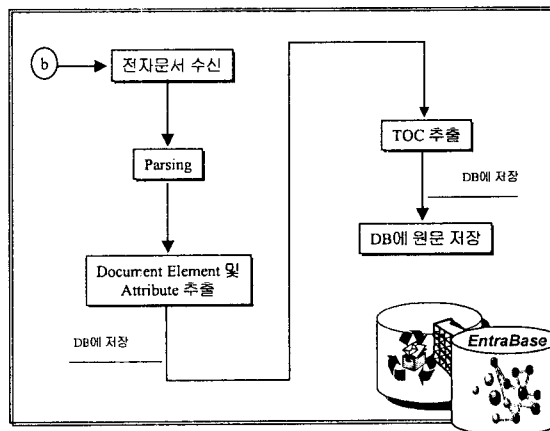 b
전자문서 수신
Parsing
Document Element 및
Attribute 추출
DB에 저장
TOC 추출
DB에 저장
DB에 원문 저장
EntraBase